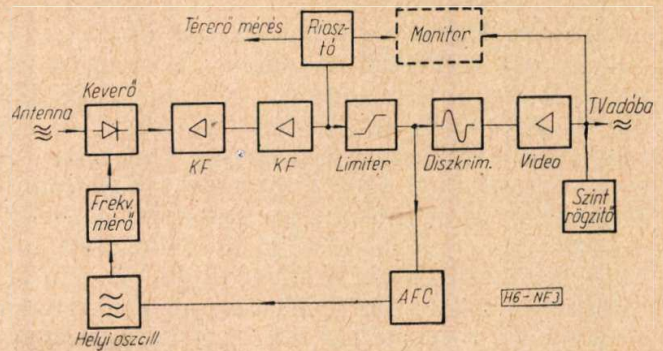 Térerő mérés
Riasz-
tó
Monitor
Keverő
Antenna
TVadóba
KF
KF
Limiter
Diszkrim.
Video
Frekv.
mérő
Szint
rögzítő
AFC
H6-NF3
Helyi oszcill